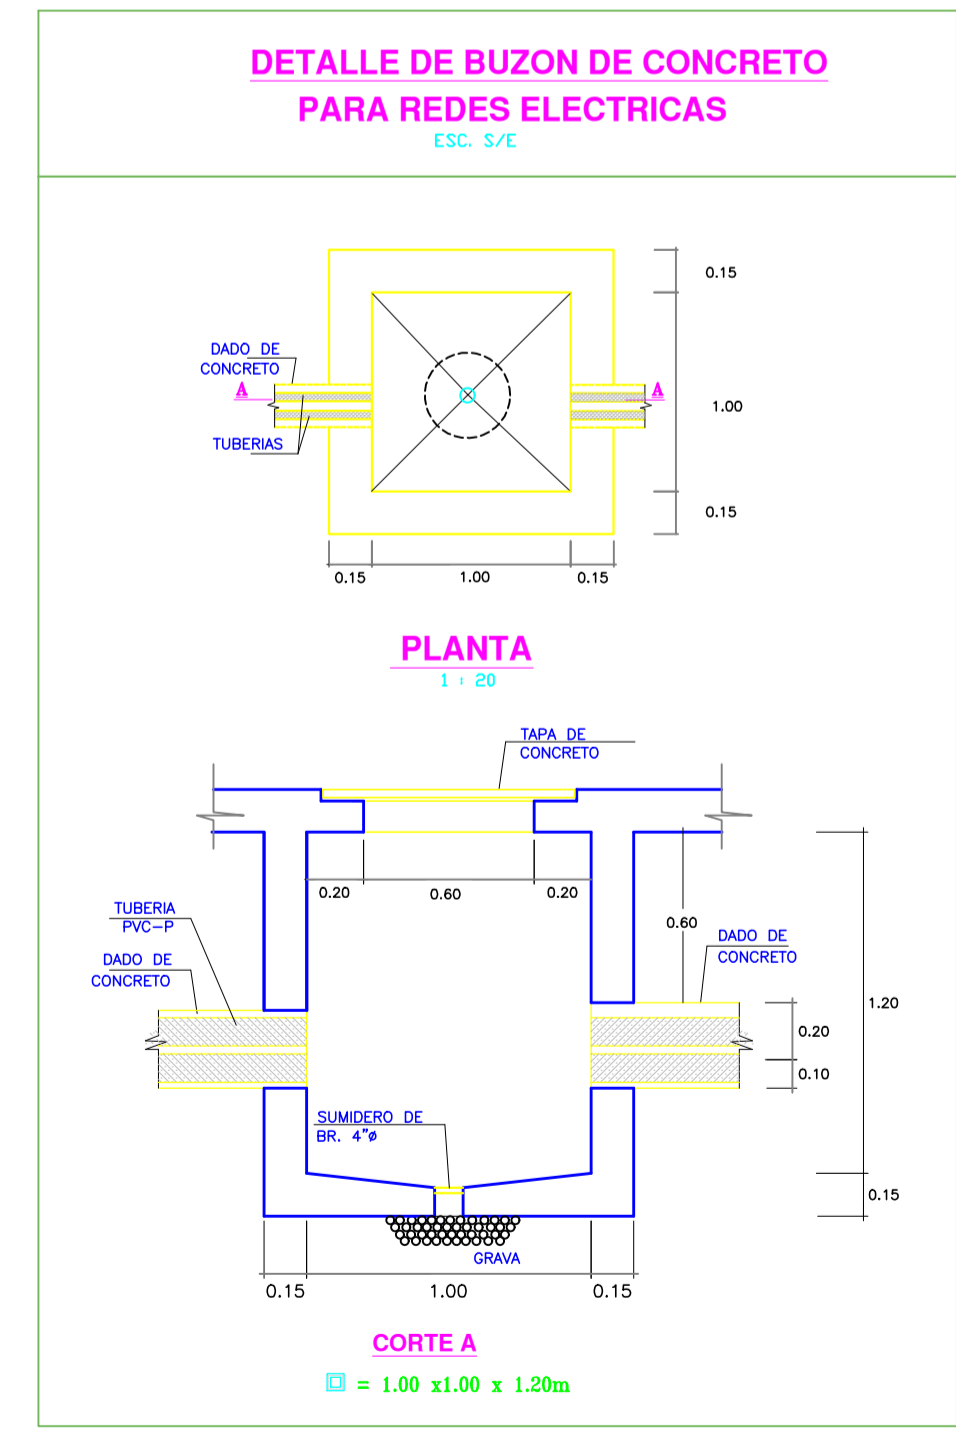 DETALLE DE BUZON DE CONCRETO
PARA REDES ELECTRICAS
ESC. S/E
0.15
DADO DE
CONCRETO
A
A
1.00
TUBERIAS
0.15
0.15
1.00
0.15
PLANTA
1 : 20
TAPA DE
CONCRETO
0.20
0.60
0.20
TUBERIA
PVC-P
0.60
DADO DE
CONCRETO
DADO DE
CONCRETO
1.20
0.20
0.10
SUMIDERO DE
BR. 4"ø
0.15
GRAVA
0.15
1.00
0.15
CORTE A
= 1.00 x1.00 x 1.20m